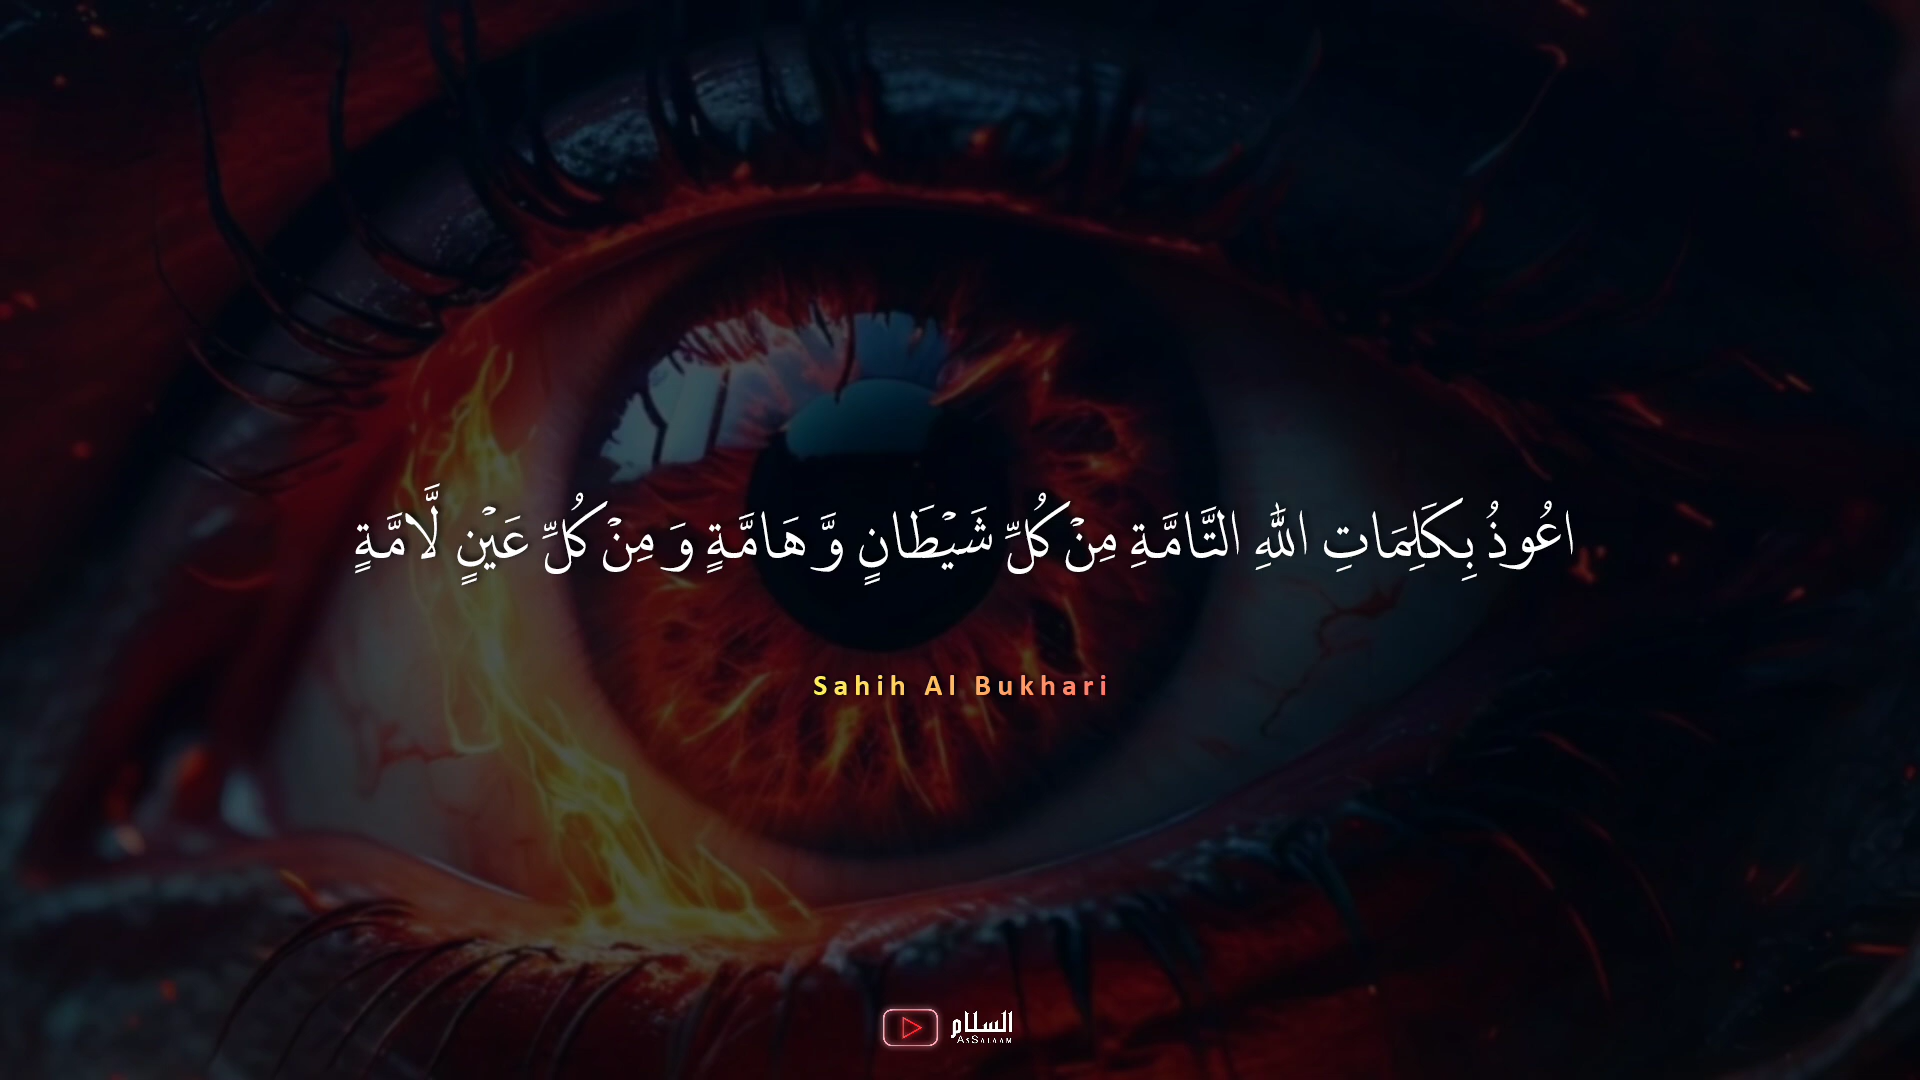 اعُوذُ بِكَلِمَاتِ اللّٰهِ التَّامَّةِ مِنْ كُلِّ شَيْطَانٍ وَّ هَامَّةٍ وَ مِنْ كُلِّ عَيْنٍ لَّامَّةٍ
Sahih Al Bukhari
السلام
AsSalaam